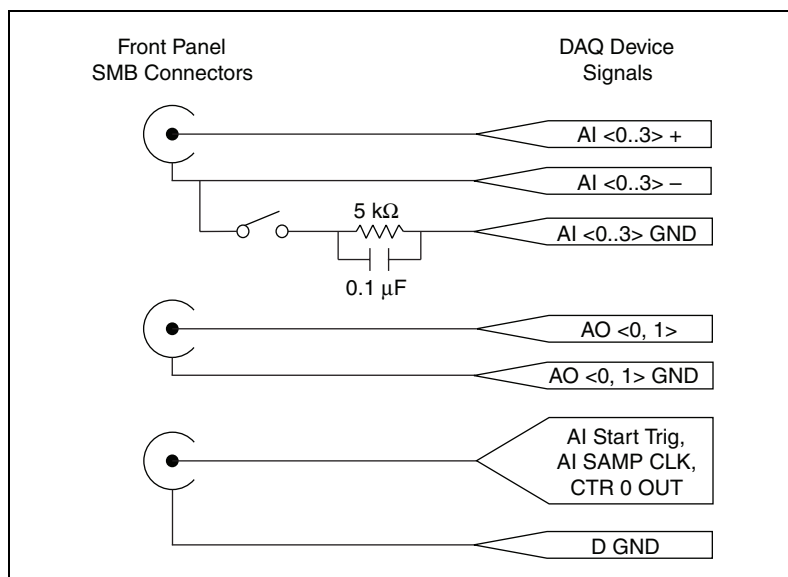 Front Panel
SMB Connectors
DAQ Device
Signals
AI <0..3> +
AI <0..3> –
5 kΩ
AI <0..3> GND
0.1 µF
AO <0, 1>
AO <0, 1> GND
AI Start Trig,
AI SAMP CLK,
CTR 0 OUT
D GND